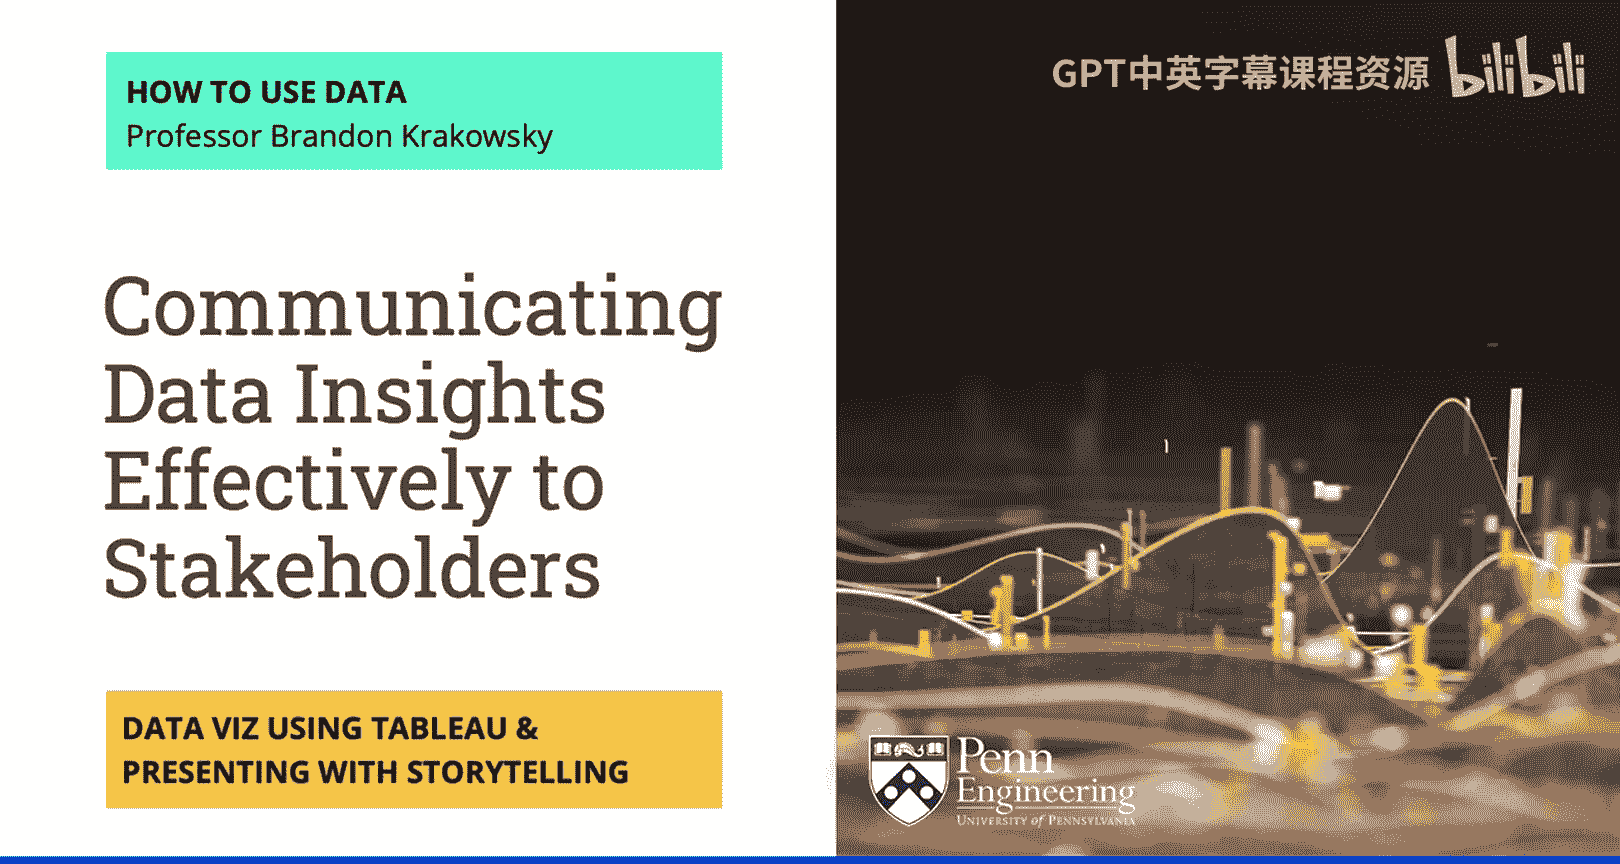 HOW TO USE DATA
Professor Brandon Krakowsky
Communicating
Data Insights
Effectively to
Stakeholders
DATA VIZ USING TABLEAU &
PRESENTING WITH STORYTELLING
GPT中英字幕课程资源 bilibili
Penn
Engineering
UNIVERSITY of PENNSYLVANIA